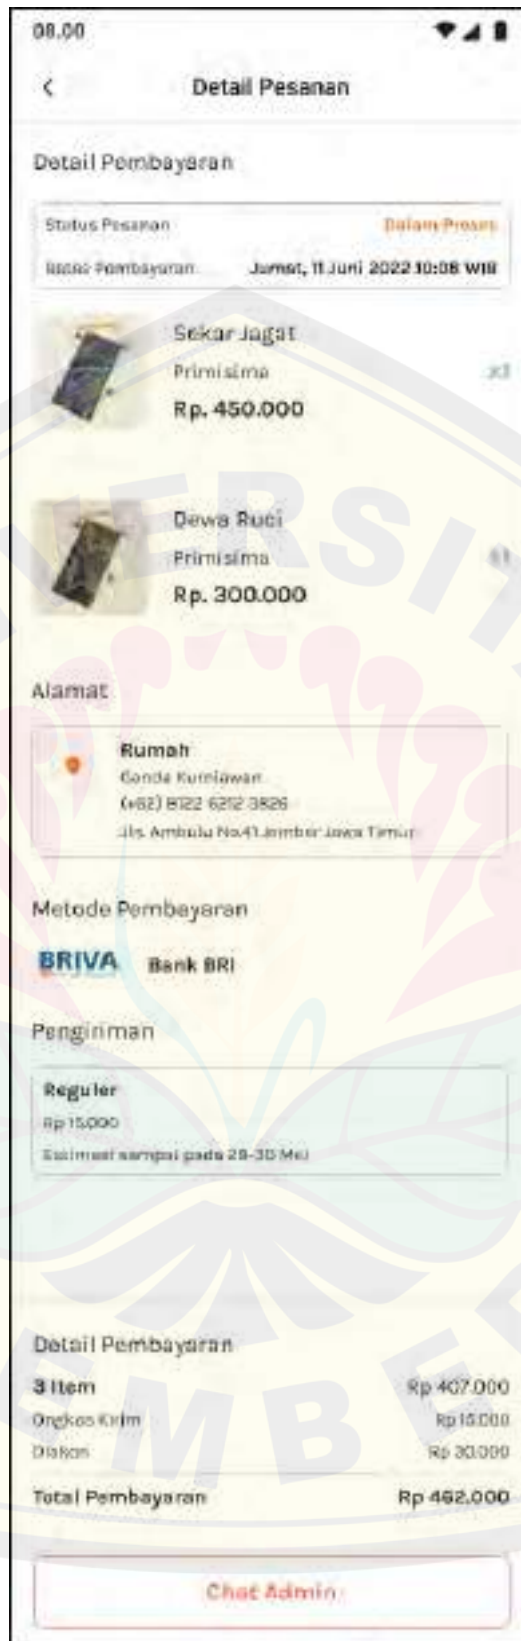 08.00
Detail Pesanan
Detail Pembayaran
Status Pesanan Dalam Proses
Batas Pembayaran Jumat, 11 Juni 2022 10:08 WIB
Sekar Jagat
Primisima
Rp. 450.000
Dewa Ruci
Primisima x1
Rp. 300.000
Alamat
Rumah
Ganda Kurniawan
(+62) 8122 6212 3826
Jls. Ambulu No.41 Jember Jawa Timur
Metode Pembayaran
BRIVA Bank BRI
Pengiriman
Reguler
Rp 15.000
Estimasi sampai pada 28-30 Mei
Detail Pembayaran
3 Item Rp 407.000
Ongkos Kirim Rp 15.000
Diskon Rp 30.000
Total Pembayaran Rp 462.000
Chat Admin